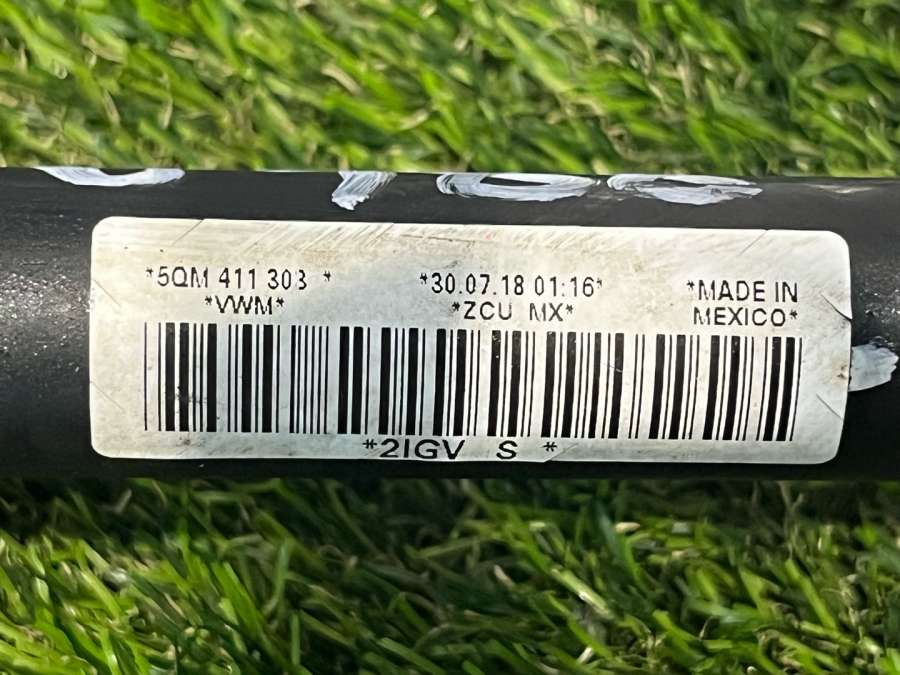 *5QM 411 303 * *30.07.18 01:16* *MADE IN
*VWM* *ZCU MX* MEXICO*
*2IGV S *